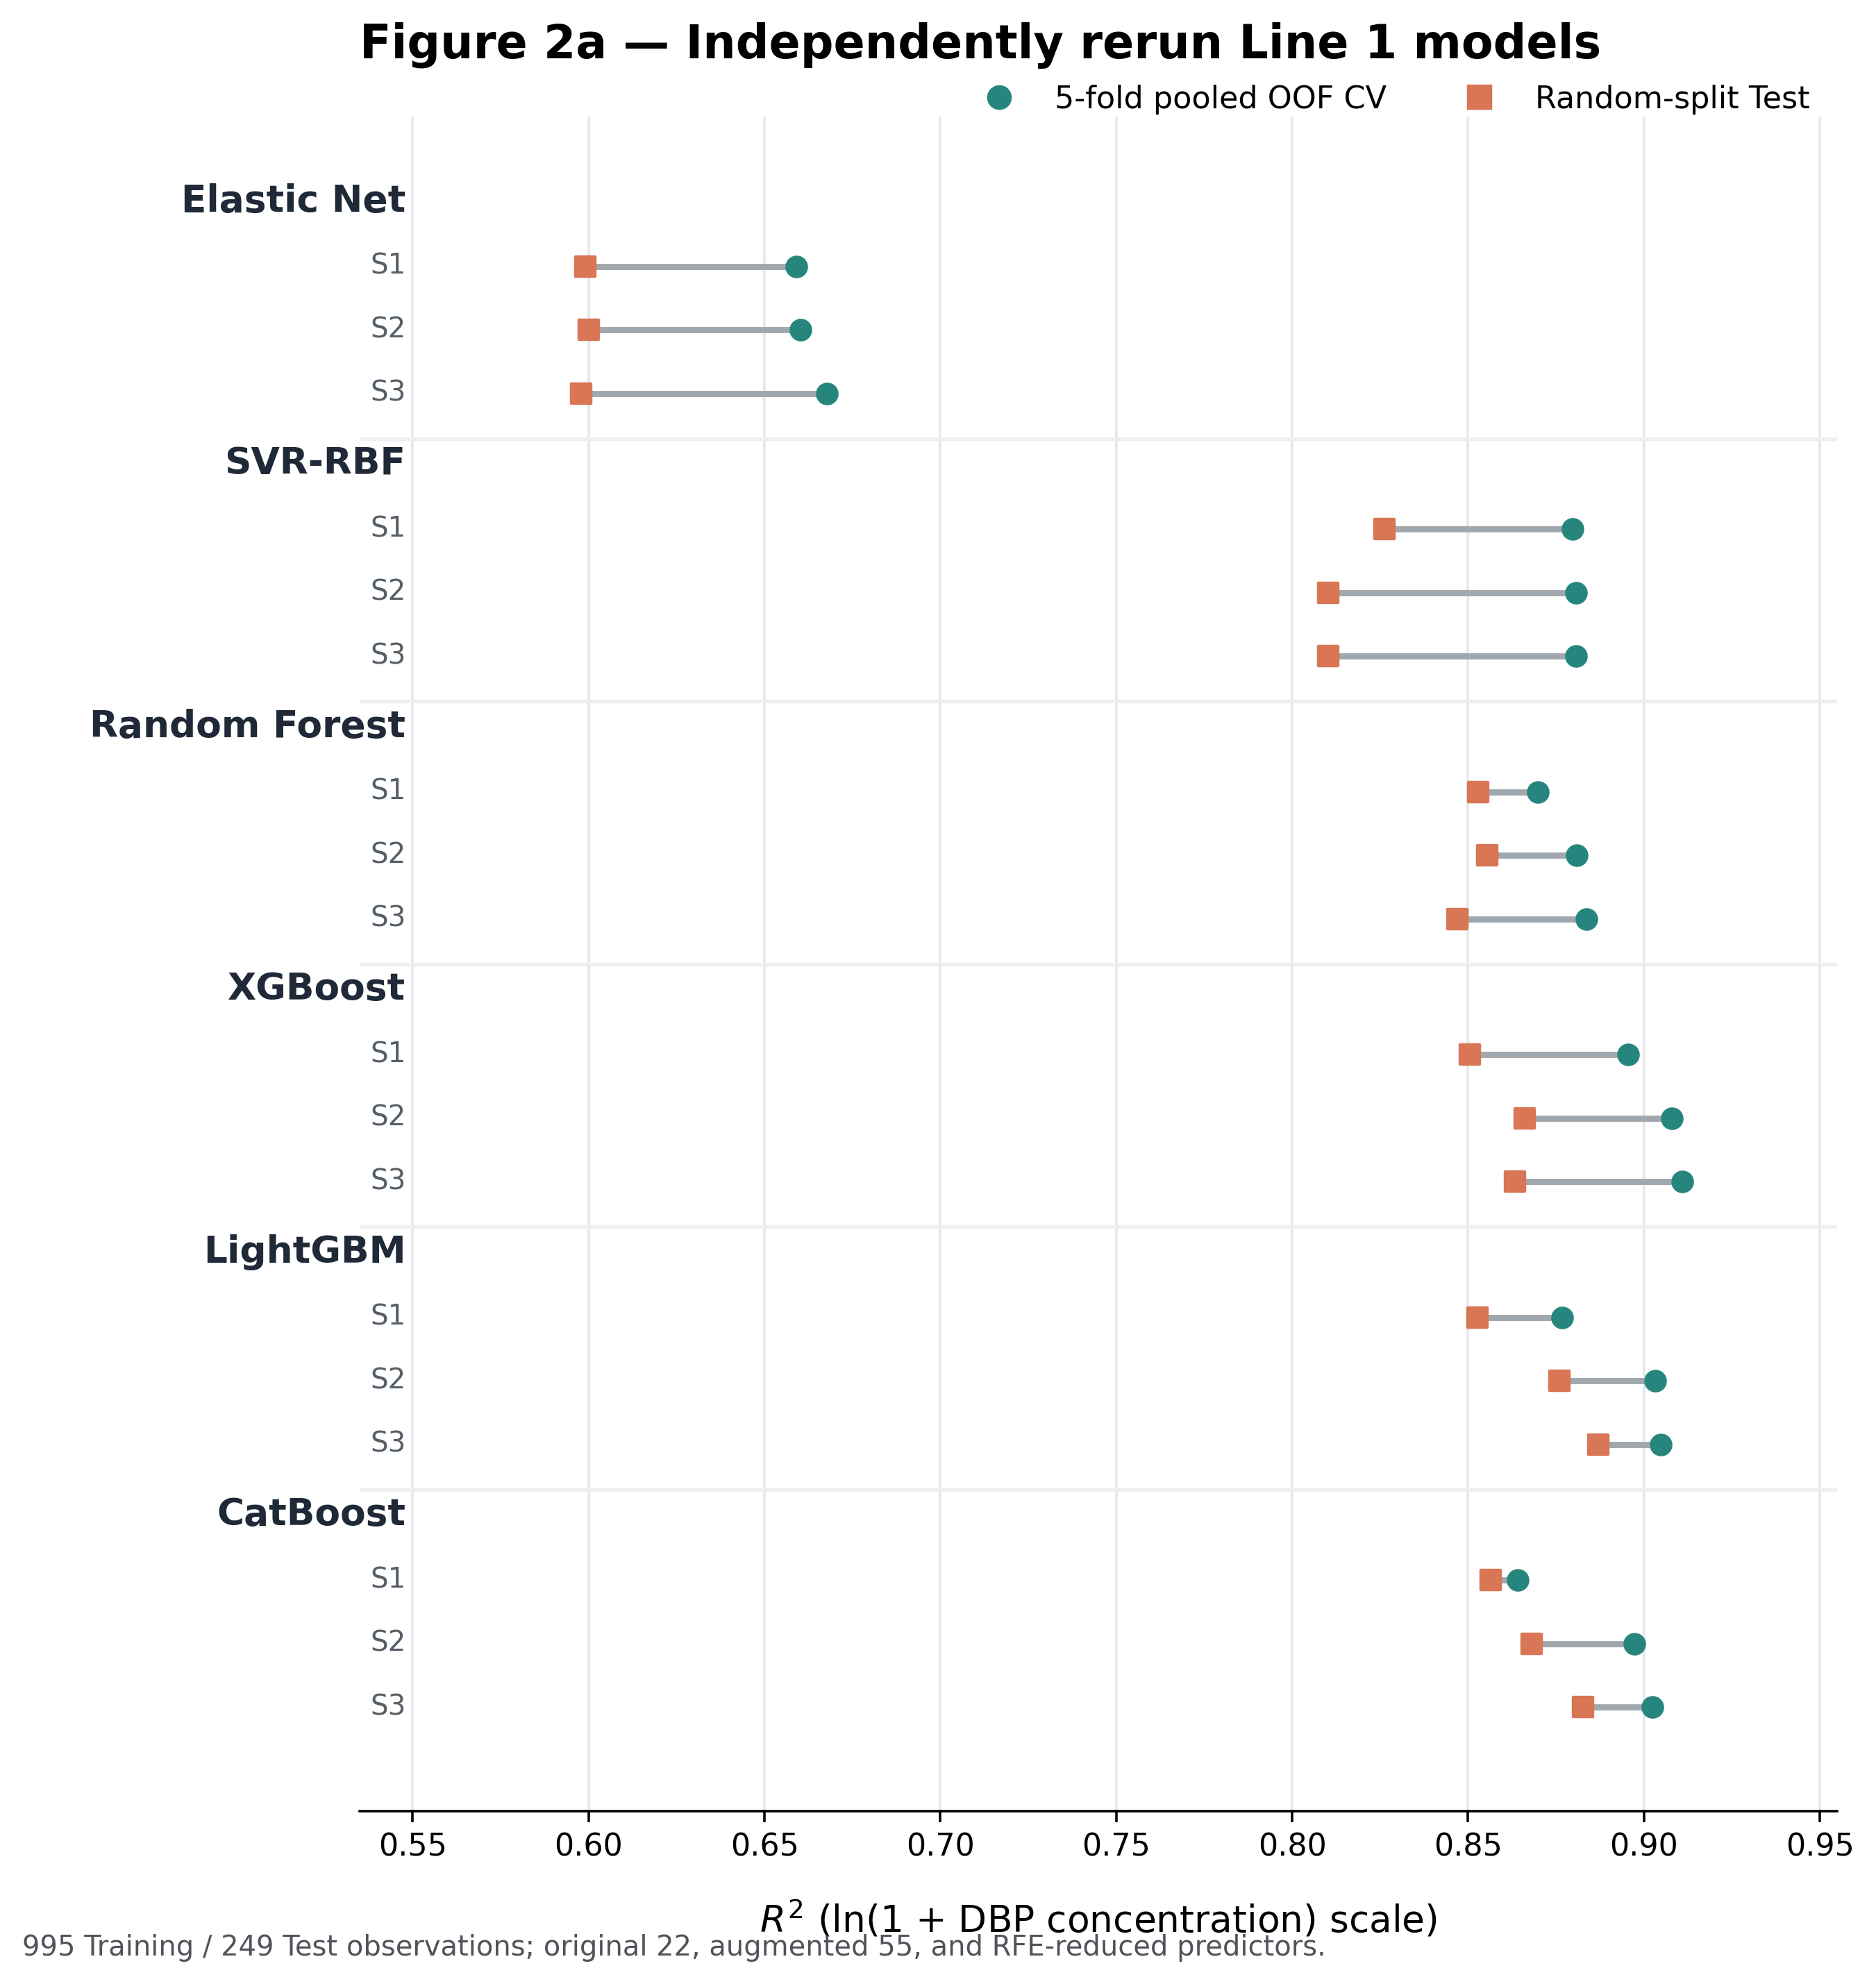 Figure 2a — Independently rerun Line 1 models
5-fold pooled OOF CV
Random-split Test
Elastic Net
S1
S2
S3
SVR-RBF
S1
S2
S3
Random Forest
S1
S2
S3
XGBoost
S1
S2
S3
LightGBM
S1
S2
S3
CatBoost
S1
S2
S3
0.55 0.60 0.65 0.70 0.75 0.80 0.85 0.90 0.95
R² (ln(1 + DBP concentration) scale)
995 Training / 249 Test observations; original 22, augmented 55, and RFE-reduced predictors.